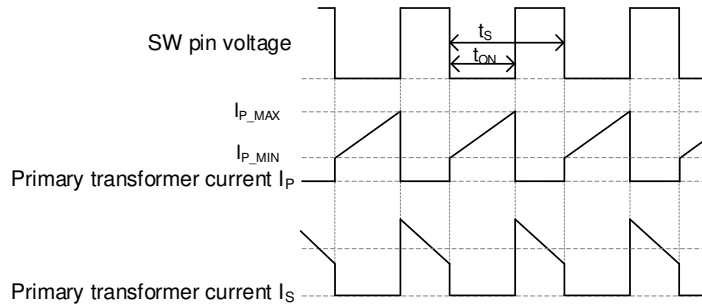 SW pin voltage
tS
tON
IP_MAX
IP_MIN
Primary transformer current IP
Primary transformer current IS